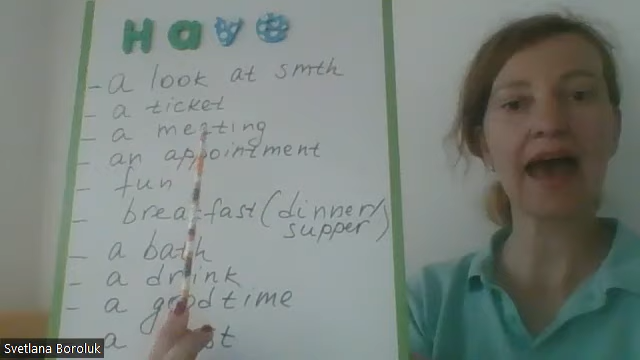 Have
- a look at smth
- a ticket
- a meeting
- an appointment
- fun
- breakfast (dinner/
supper)
- a bath
- a drink
- a good time
- a
Svetlana Boroluk